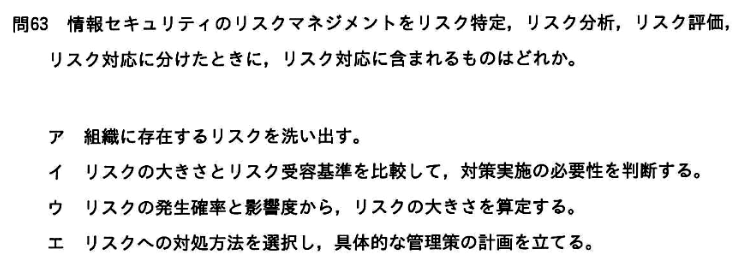 問63　情報セキュリティのリスクマネジメントをリスク特定，リスク分析，リスク評価，
リスク対応に分けたときに，リスク対応に含まれるものはどれか。
ア　組織に存在するリスクを洗い出す。
イ　リスクの大きさとリスク受容基準を比較して，対策実施の必要性を判断する。
ウ　リスクの発生確率と影響度から，リスクの大きさを算定する。
エ　リスクへの対処方法を選択し，具体的な管理策の計画を立てる。